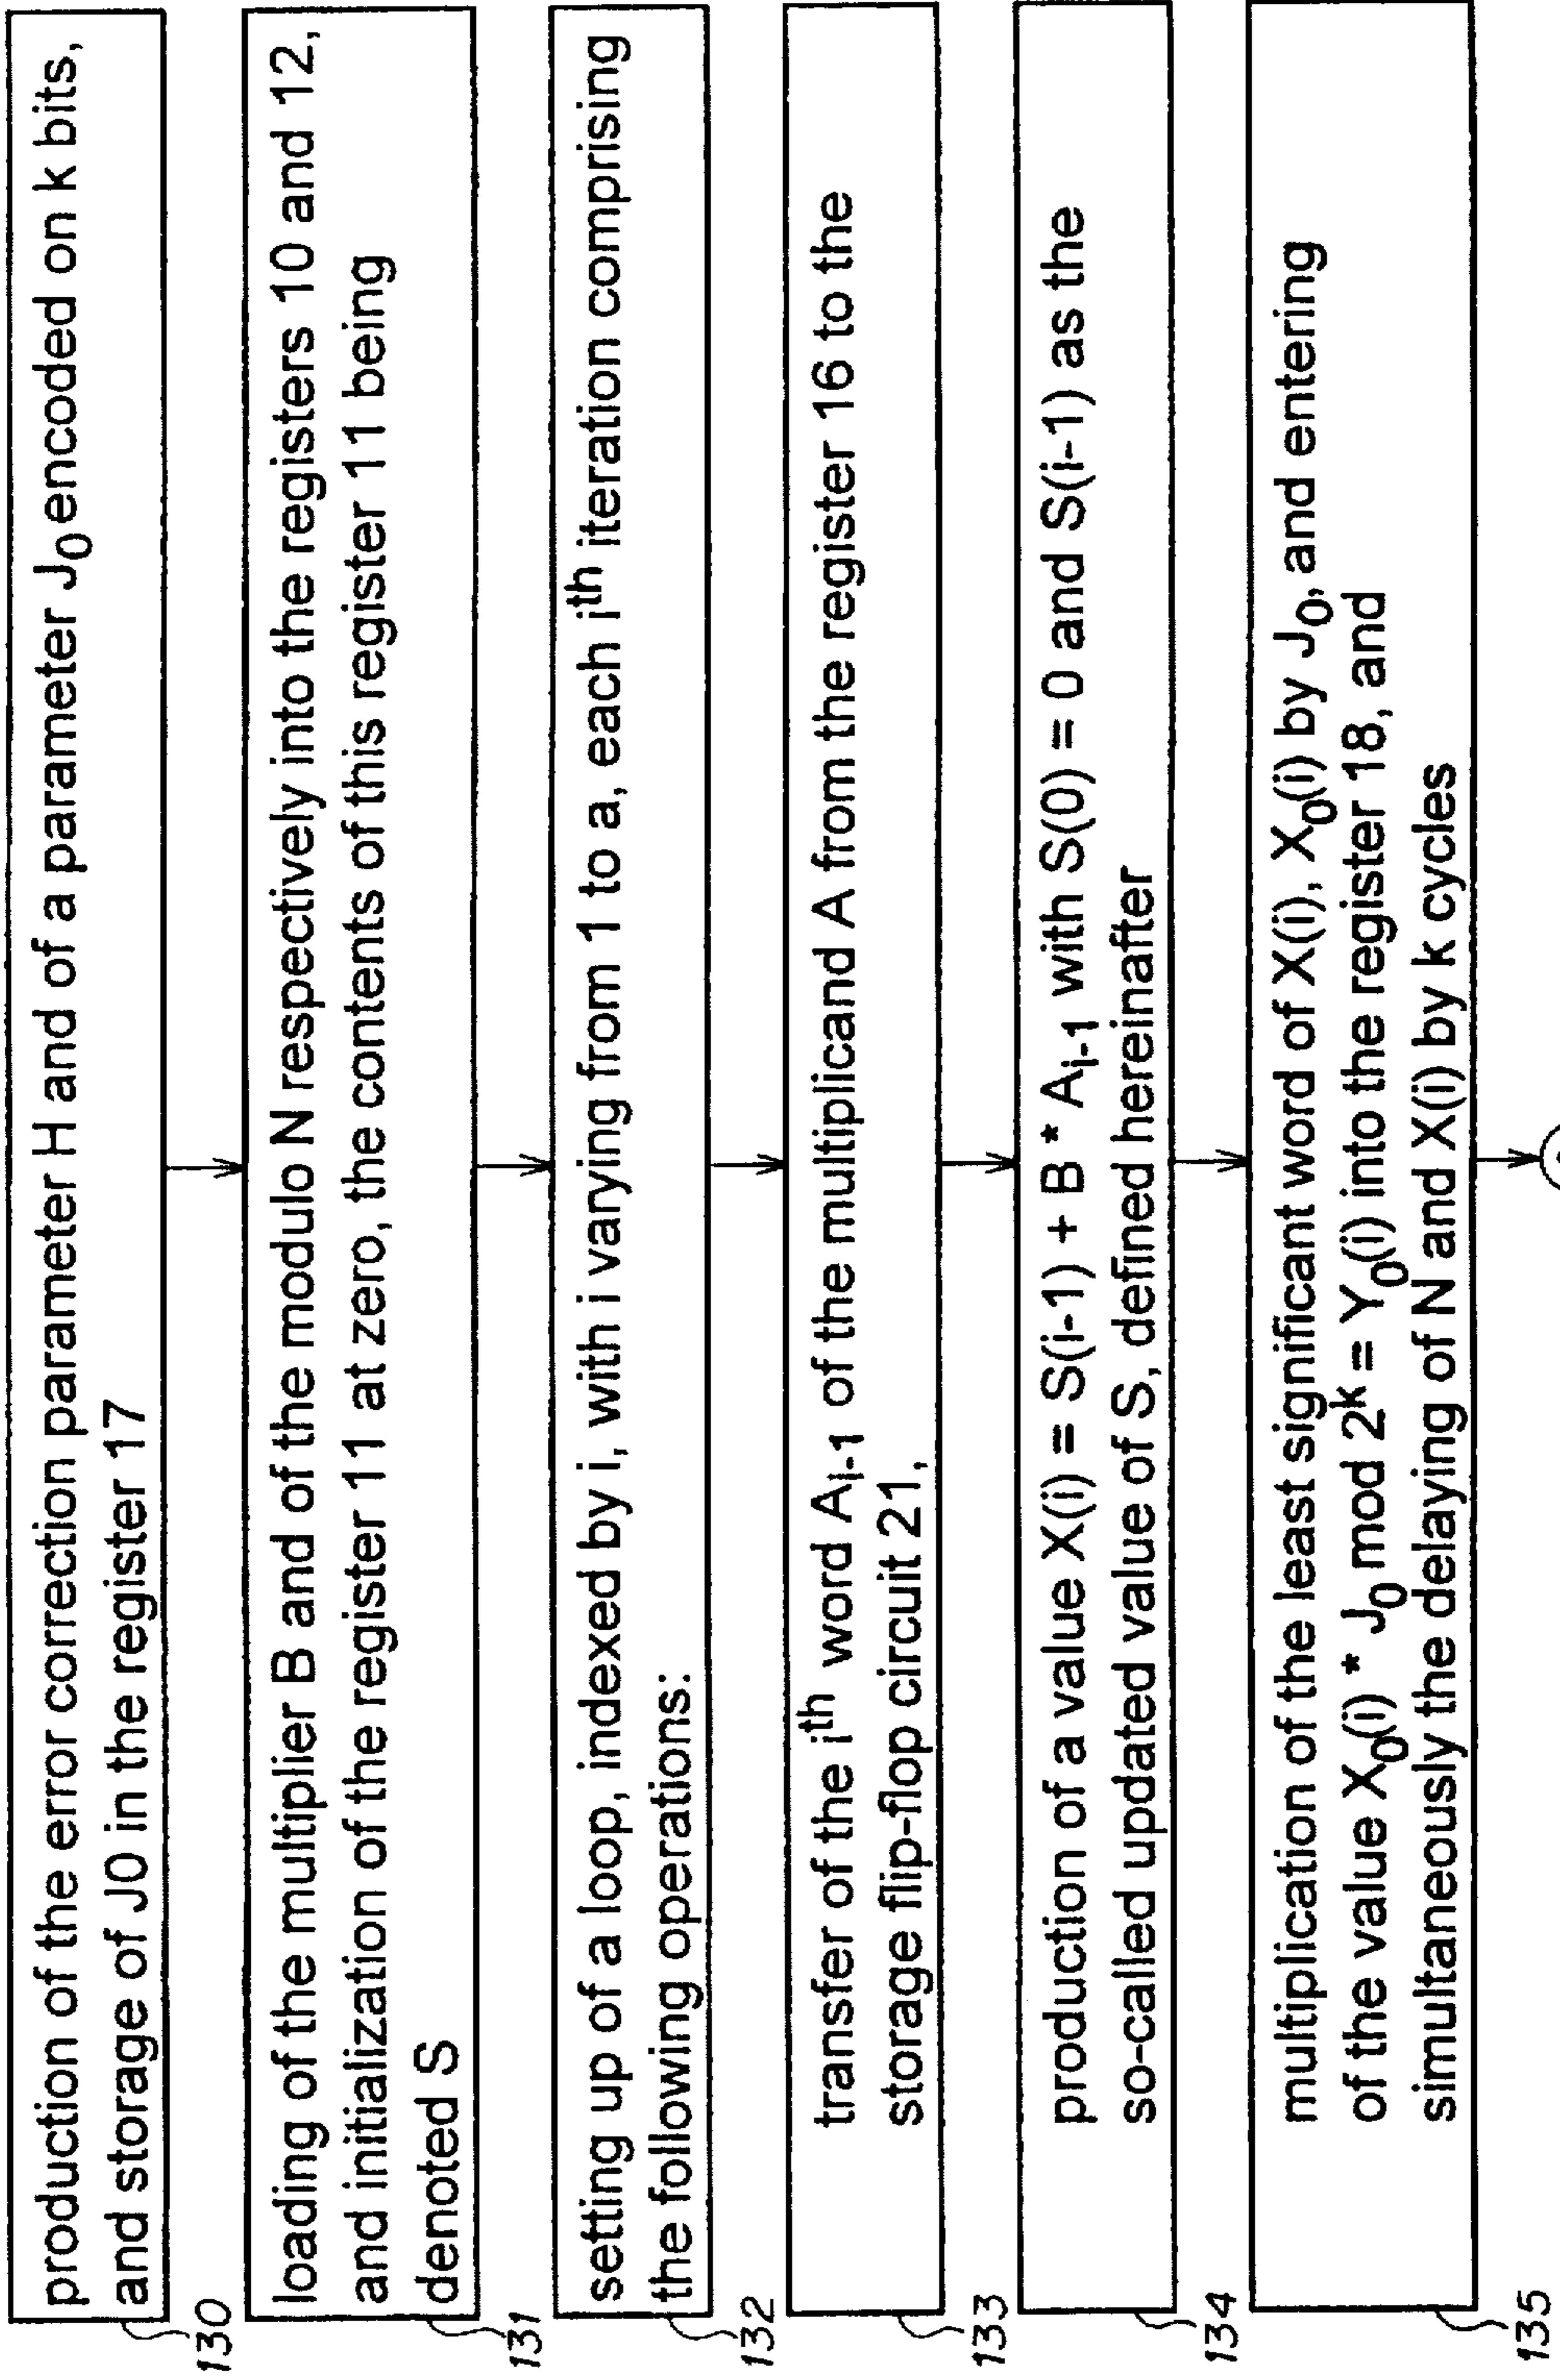 production of the error correction parameter H and of a parameter J₀ encoded on k bits,
and storage of J0 in the register 17
130
loading of the multiplier B and of the modulo N respectively into the registers 10 and 12,
and initialization of the register 11 at zero, the contents of this register 11 being
denoted S
131
setting up of a loop, indexed by i, with i varying from 1 to a, each iᵗʰ iteration comprising
the following operations:
132
transfer of the iᵗʰ word Aᵢ₋₁ of the multiplicand A from the register 16 to the
storage flip-flop circuit 21,
133
production of a value X(i) = S(i-1) + B * Aᵢ₋₁ with S(0) = 0 and S(i-1) as the
so-called updated value of S, defined hereinafter
134
multiplication of the least significant word of X(i), X₀(i) by J₀, and entering
of the value X₀(i) * J₀ mod 2ᵏ = Y₀(i) into the register 18, and
simultaneously the delaying of N and X(i) by k cycles
135